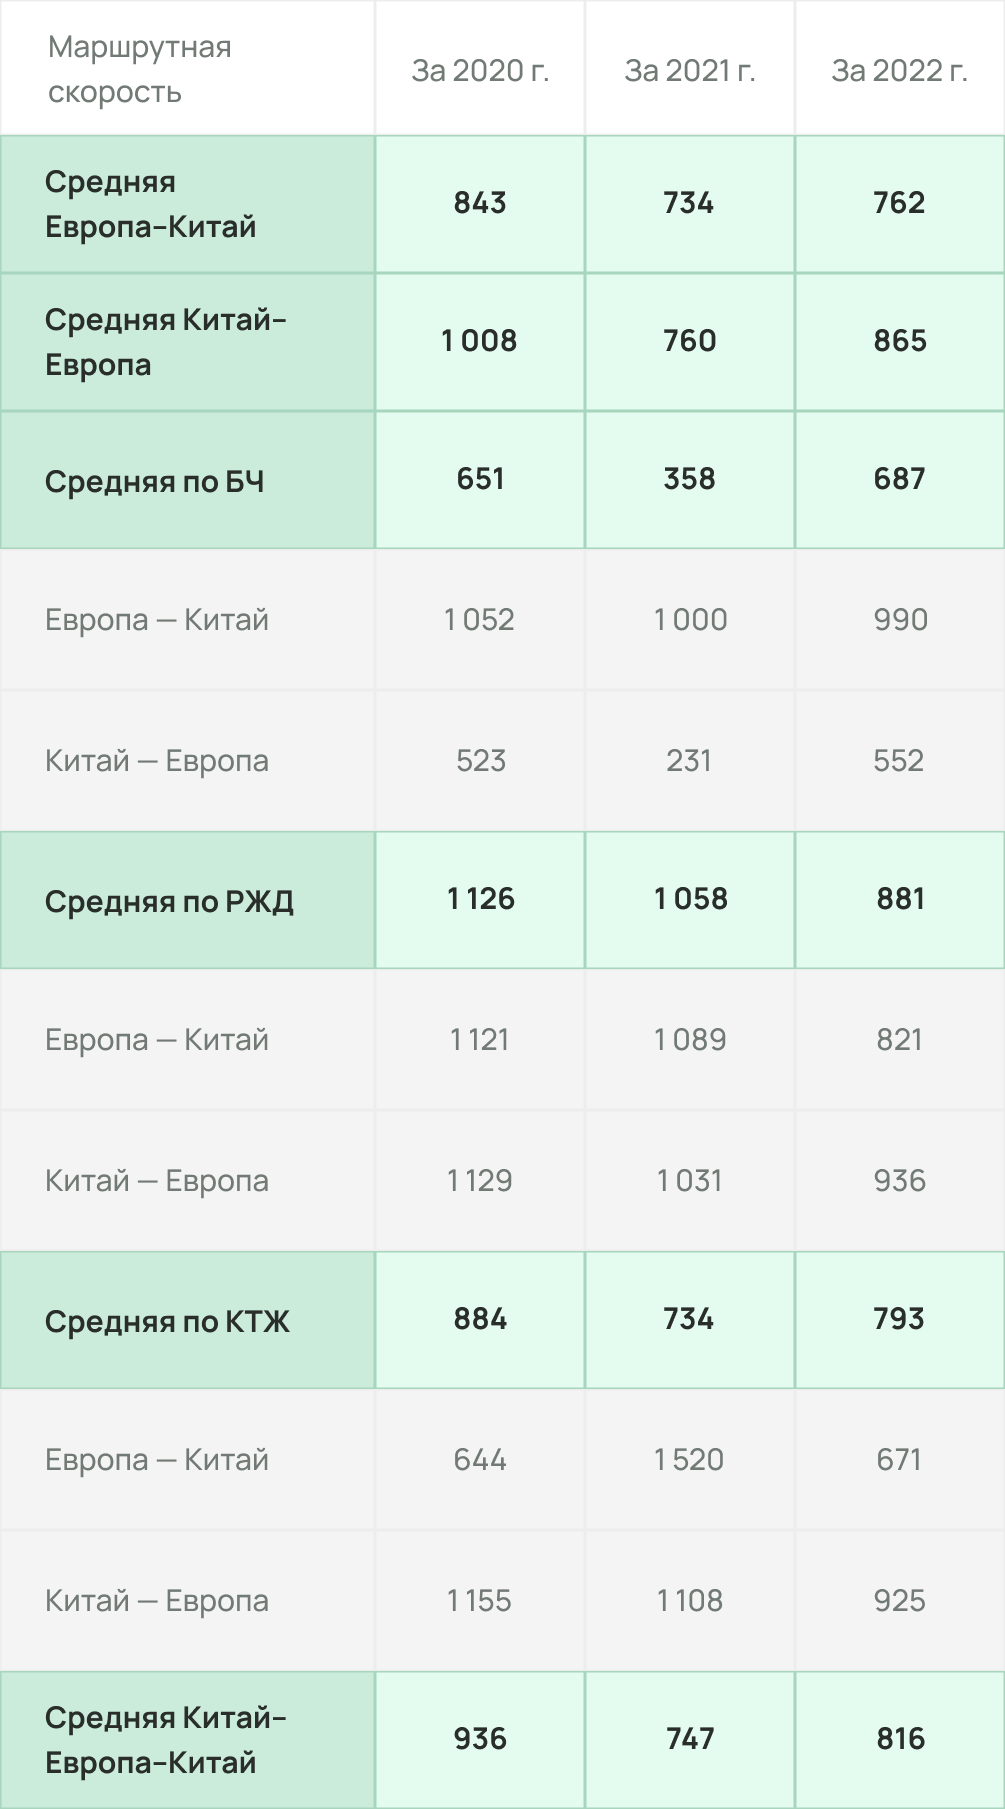 Маршрутная
скорость
За 2020 г.
За 2021 г.
За 2022 г.
Средняя
Европа–Китай
843
734
762
Средняя Китай–
Европа
1 008
760
865
Средняя по БЧ
651
358
687
Европа — Китай
1 052
1 000
990
Китай — Европа
523
231
552
Средняя по РЖД
1 126
1 058
881
Европа — Китай
1 121
1 089
821
Китай — Европа
1 129
1 031
936
Средняя по КТЖ
884
734
793
Европа — Китай
644
1 520
671
Китай — Европа
1 155
1 108
925
Средняя Китай–
Европа–Китай
936
747
816